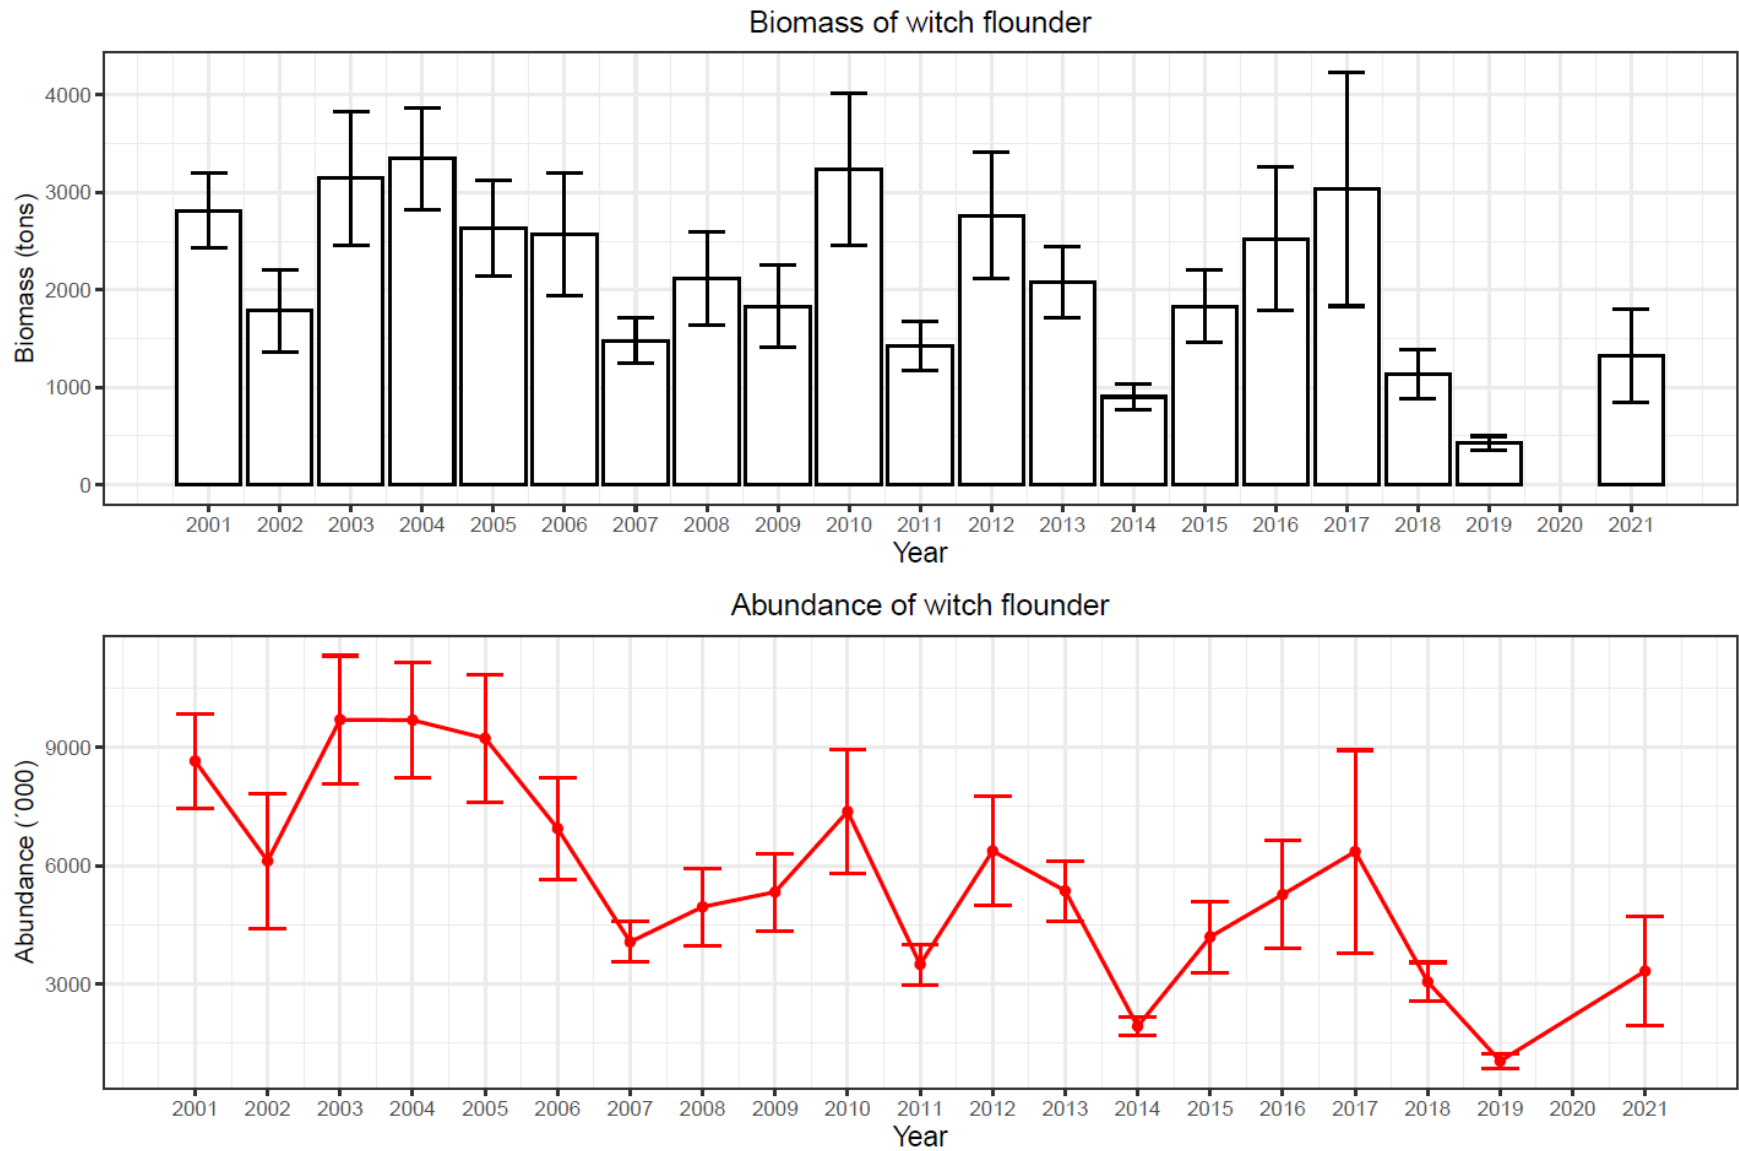 Biomass of witch flounder
Biomass (tons)
4000
3000
2000
1000
0
2001 2002 2003 2004 2005 2006 2007 2008 2009 2010 2011 2012 2013 2014 2015 2016 2017 2018 2019 2020 2021
Year
Abundance of witch flounder
Abundance (´000)
9000
6000
3000
2001 2002 2003 2004 2005 2006 2007 2008 2009 2010 2011 2012 2013 2014 2015 2016 2017 2018 2019 2020 2021
Year